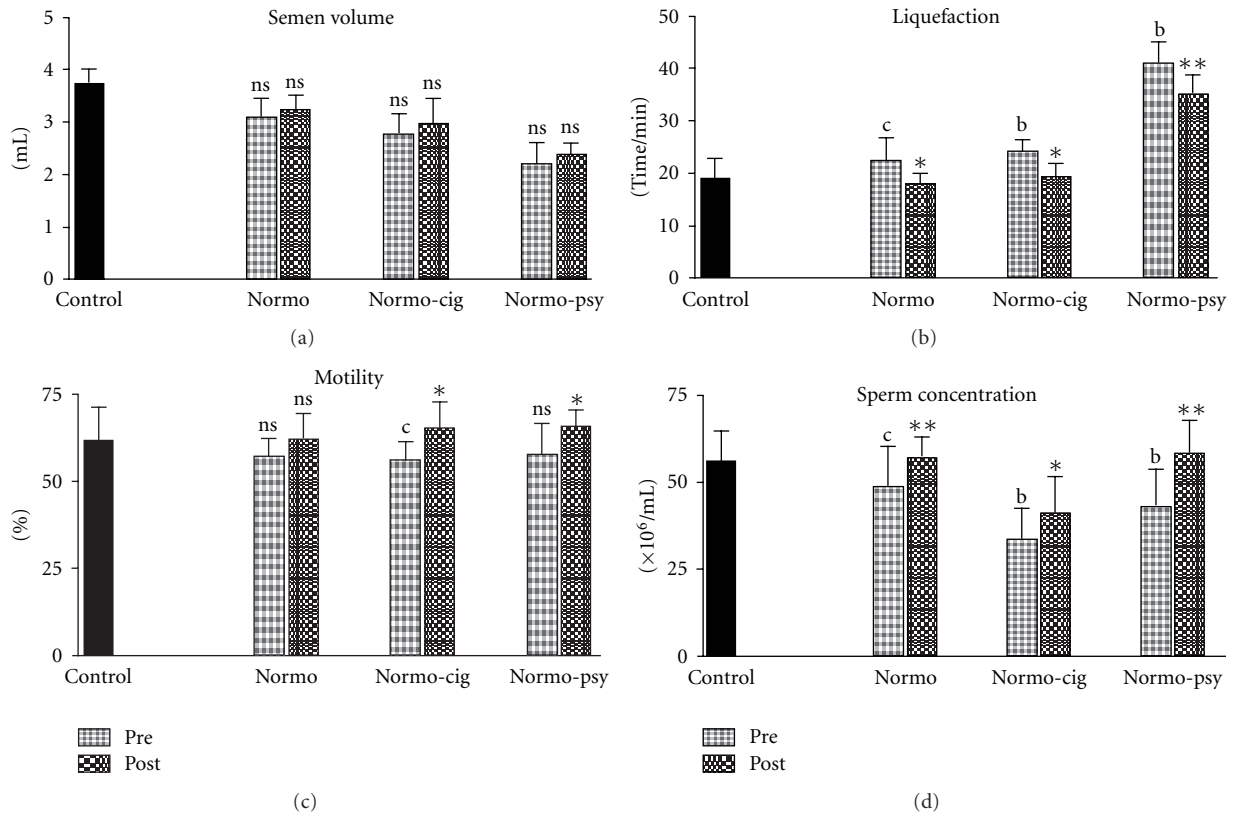 Semen volume
5
4
3
2
1
0
(mL)
ns ns ns ns ns ns
Control Normo Normo-cig Normo-psy
(a)
Liquefaction
50
40
30
20
10
0
(Time/min)
c * b * b **
Control Normo Normo-cig Normo-psy
(b)
Motility
75
50
25
0
(%)
ns ns c * ns *
Control Normo Normo-cig Normo-psy
Pre
Post
(c)
Sperm concentration
75
50
25
0
(×10⁶/mL)
c ** b * b **
Control Normo Normo-cig Normo-psy
Pre
Post
(d)